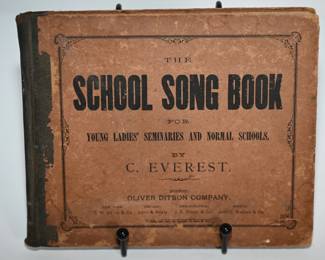 THE
SCHOOL SONG BOOK
FOR
YOUNG LADIES' SEMINARIES AND NORMAL SCHOOLS,
BY
C. EVEREST.
OLIVER DITSON COMPANY.